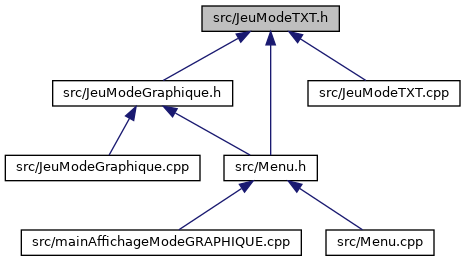 src/JeuModeTXT.h
src/JeuModeGraphique.h
src/JeuModeTXT.cpp
src/JeuModeGraphique.cpp
src/Menu.h
src/mainAffichageModeGRAPHIQUE.cpp
src/Menu.cpp